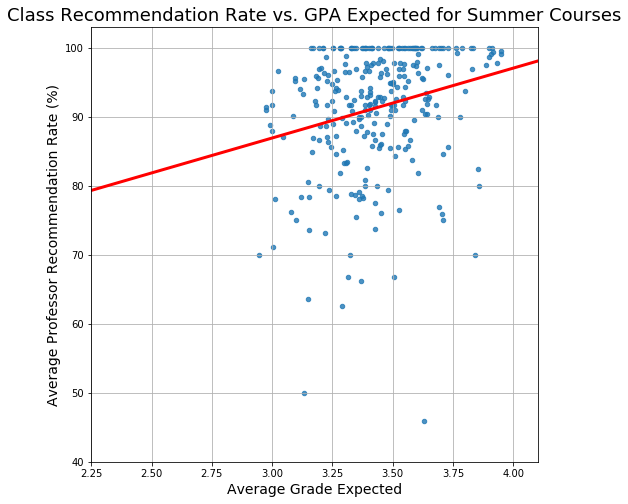 Class Recommendation Rate vs. GPA Expected for Summer Courses
Average Professor Recommendation Rate (%)
100
90
80
70
60
50
40
2.25 2.50 2.75 3.00 3.25 3.50 3.75 4.00
Average Grade Expected